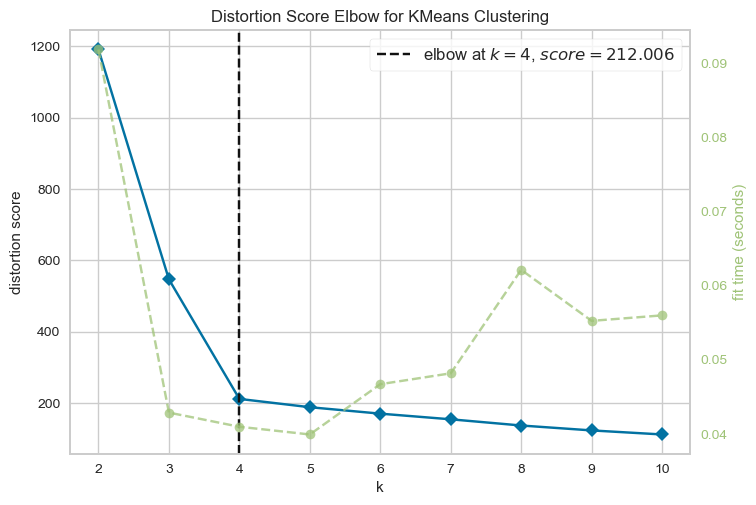 Distortion Score Elbow for KMeans Clustering
elbow at k = 4, score = 212.006
distortion score
1200
1000
800
600
400
200
fit time (seconds)
0.09
0.08
0.07
0.06
0.05
0.04
2 3 4 5 6 7 8 9 10
k